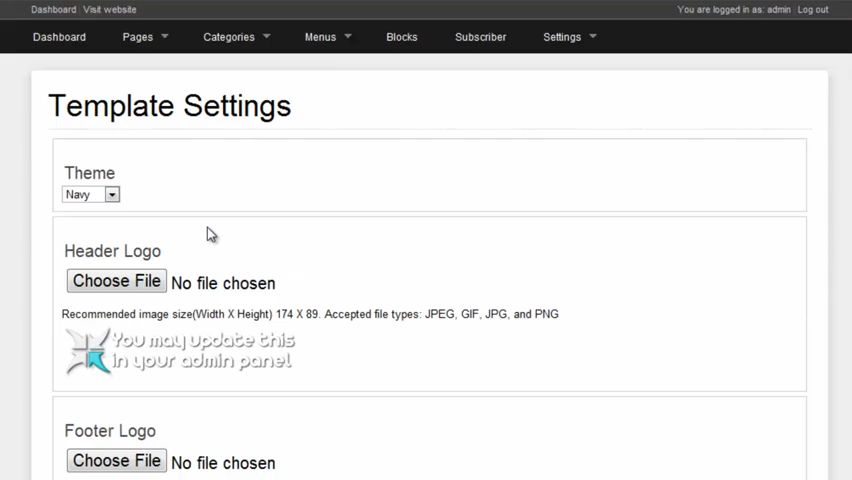 Dashboard | Visit website
You are logged in as: admin | Log out
Dashboard Pages Categories Menus Blocks Subscriber Settings
Template Settings
Theme
Navy
Header Logo
Choose File No file chosen
Recommended image size(Width X Height) 174 X 89. Accepted file types: JPEG, GIF, JPG, and PNG
You may update this
in your admin panel
Footer Logo
Choose File No file chosen